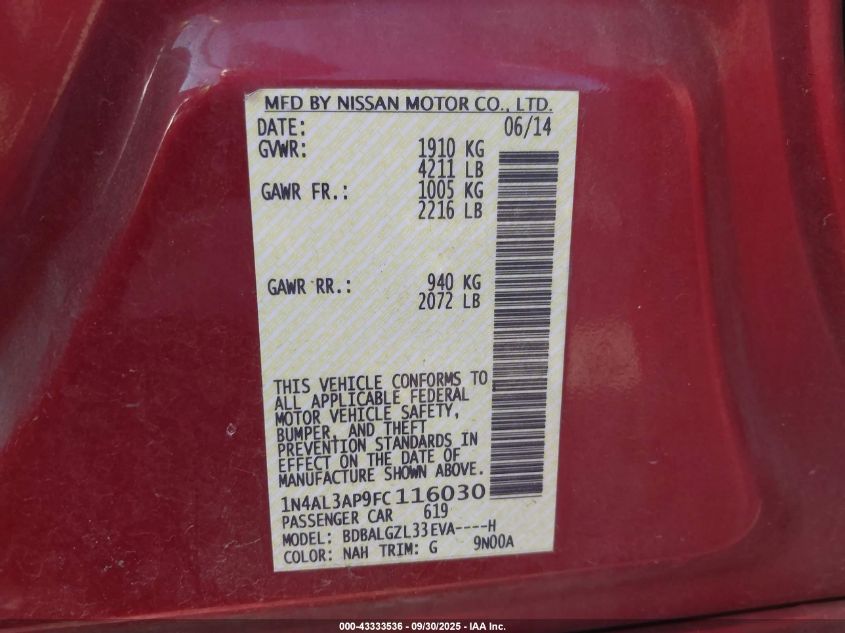 MFD BY NISSAN MOTOR CO., LTD.
DATE: 06/14
GVWR: 1910 KG
4211 LB
GAWR FR.: 1005 KG
2216 LB
GAWR RR.: 940 KG
2072 LB
THIS VEHICLE CONFORMS TO
ALL APPLICABLE FEDERAL
MOTOR VEHICLE SAFETY,
BUMPER, AND THEFT
PREVENTION STANDARDS IN
EFFECT ON THE DATE OF
MANUFACTURE SHOWN ABOVE.
1N4AL3AP9FC116030
PASSENGER CAR 619
MODEL: BDBALGZL33EVA----H
COLOR: NAH TRIM: G 9N00A
000-43333536 - 09/30/2025 - IAA Inc.